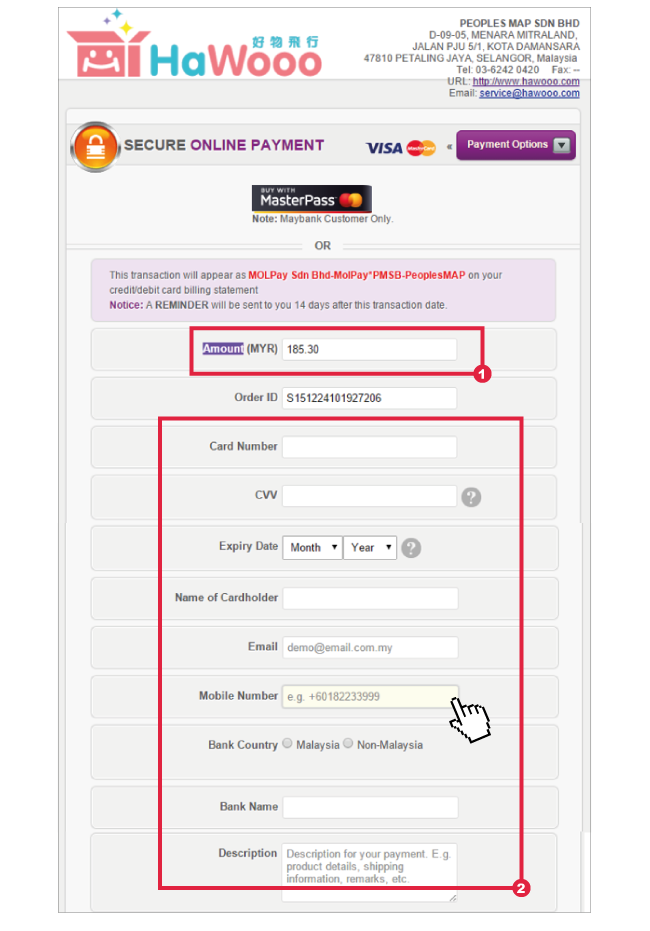 好物飛行
HaWooo
PEOPLES MAP SDN BHD
D-09-05, MENARA MITRALAND,
JALAN PJU 5/1, KOTA DAMANSARA
47810 PETALING JAYA, SELANGOR, Malaysia
Tel: 03-6242 0420 Fax: --
URL: http://www.hawooo.com
Email: service@hawooo.com
SECURE ONLINE PAYMENT
VISA MasterCard « Payment Options
BUY WITH
MasterPass
Note: Maybank Customer Only.
OR
This transaction will appear as MOLPay Sdn Bhd-MolPay*PMSB-PeoplesMAP on your
credit/debit card billing statement
Notice: A REMINDER will be sent to you 14 days after this transaction date.
Amount (MYR) 185.30
1
Order ID S151224101927206
Card Number
CVV ?
Expiry Date Month Year ?
Name of Cardholder
Email demo@email.com.my
Mobile Number e.g. +60182233999
Bank Country Malaysia Non-Malaysia
Bank Name
Description Description for your payment. E.g.
product details, shipping
information, remarks, etc.
2